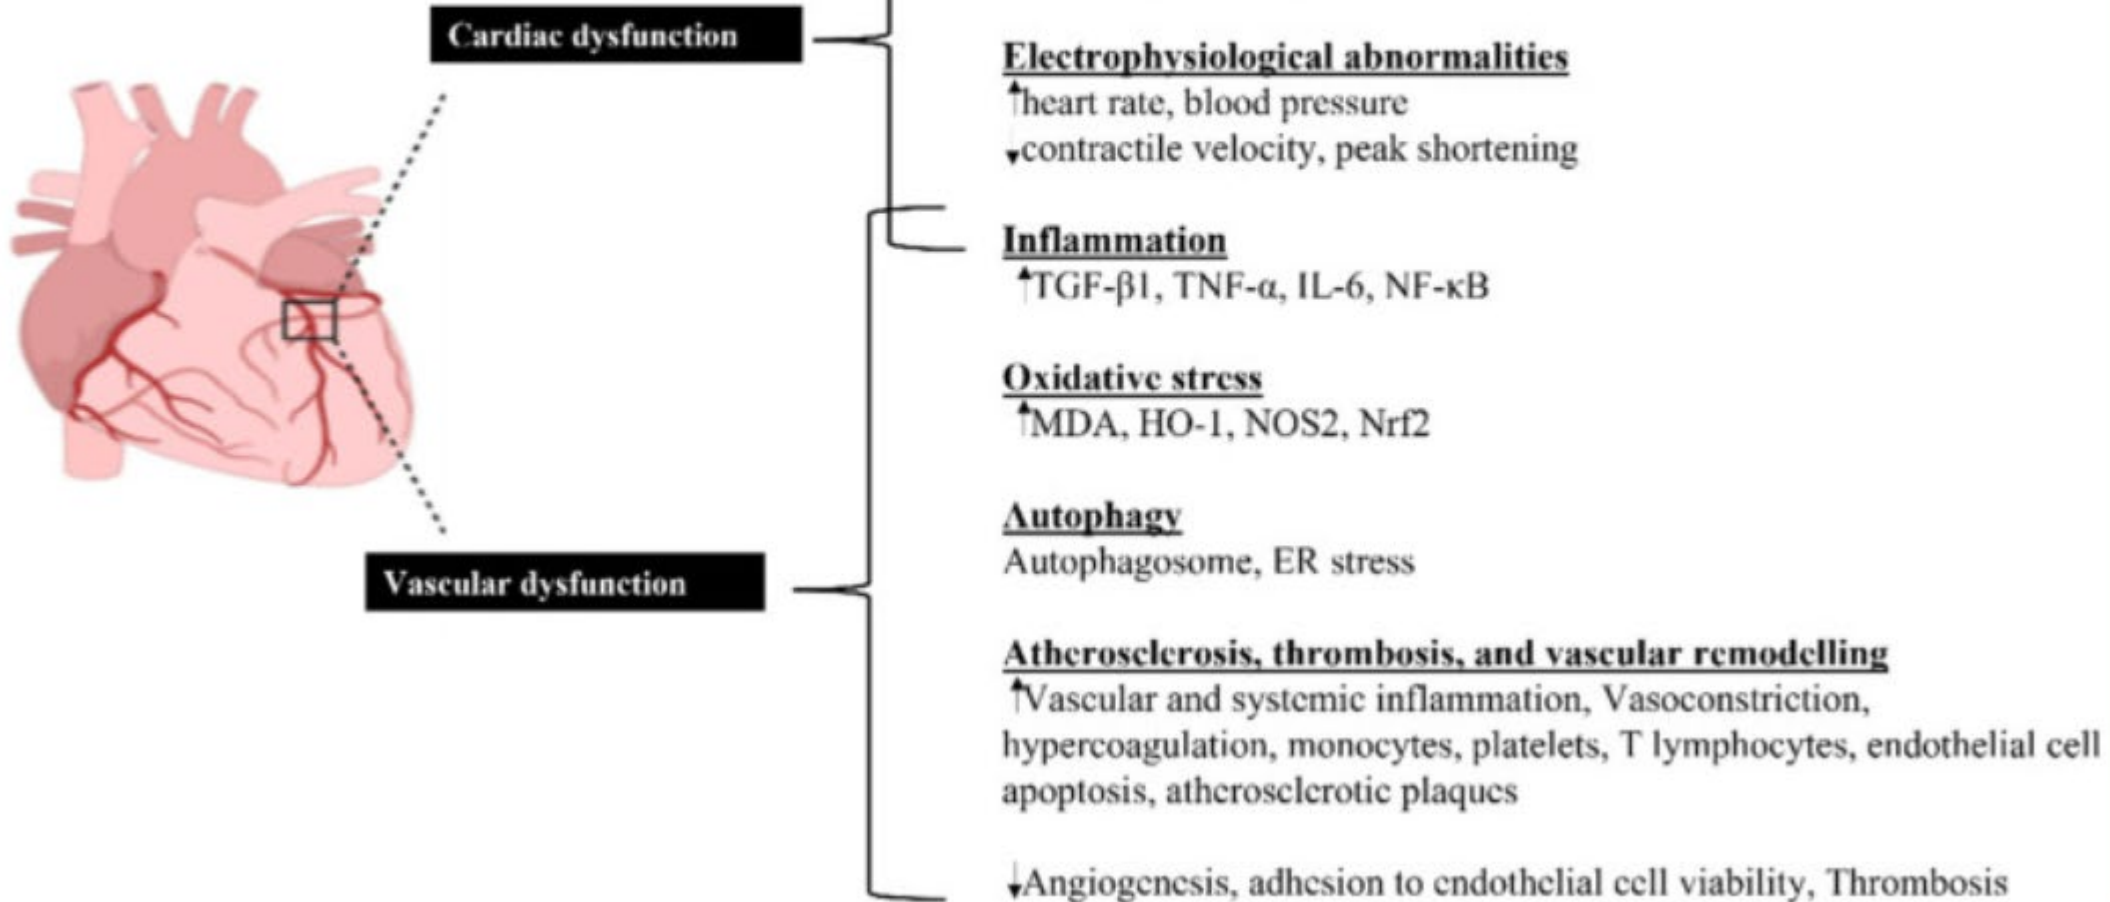 Cardiac dysfunction
Electrophysiological abnormalities
↑heart rate, blood pressure
↓contractile velocity, peak shortening
Inflammation
↑TGF-β1, TNF-α, IL-6, NF-κB
Oxidative stress
↑MDA, HO-1, NOS2, Nrf2
Autophagy
Autophagosome, ER stress
Vascular dysfunction
Atherosclerosis, thrombosis, and vascular remodelling
↑Vascular and systemic inflammation, Vasoconstriction,
hypercoagulation, monocytes, platelets, T lymphocytes, endothelial cell
apoptosis, atherosclerotic plaques
↓Angiogenesis, adhesion to endothelial cell viability, Thrombosis